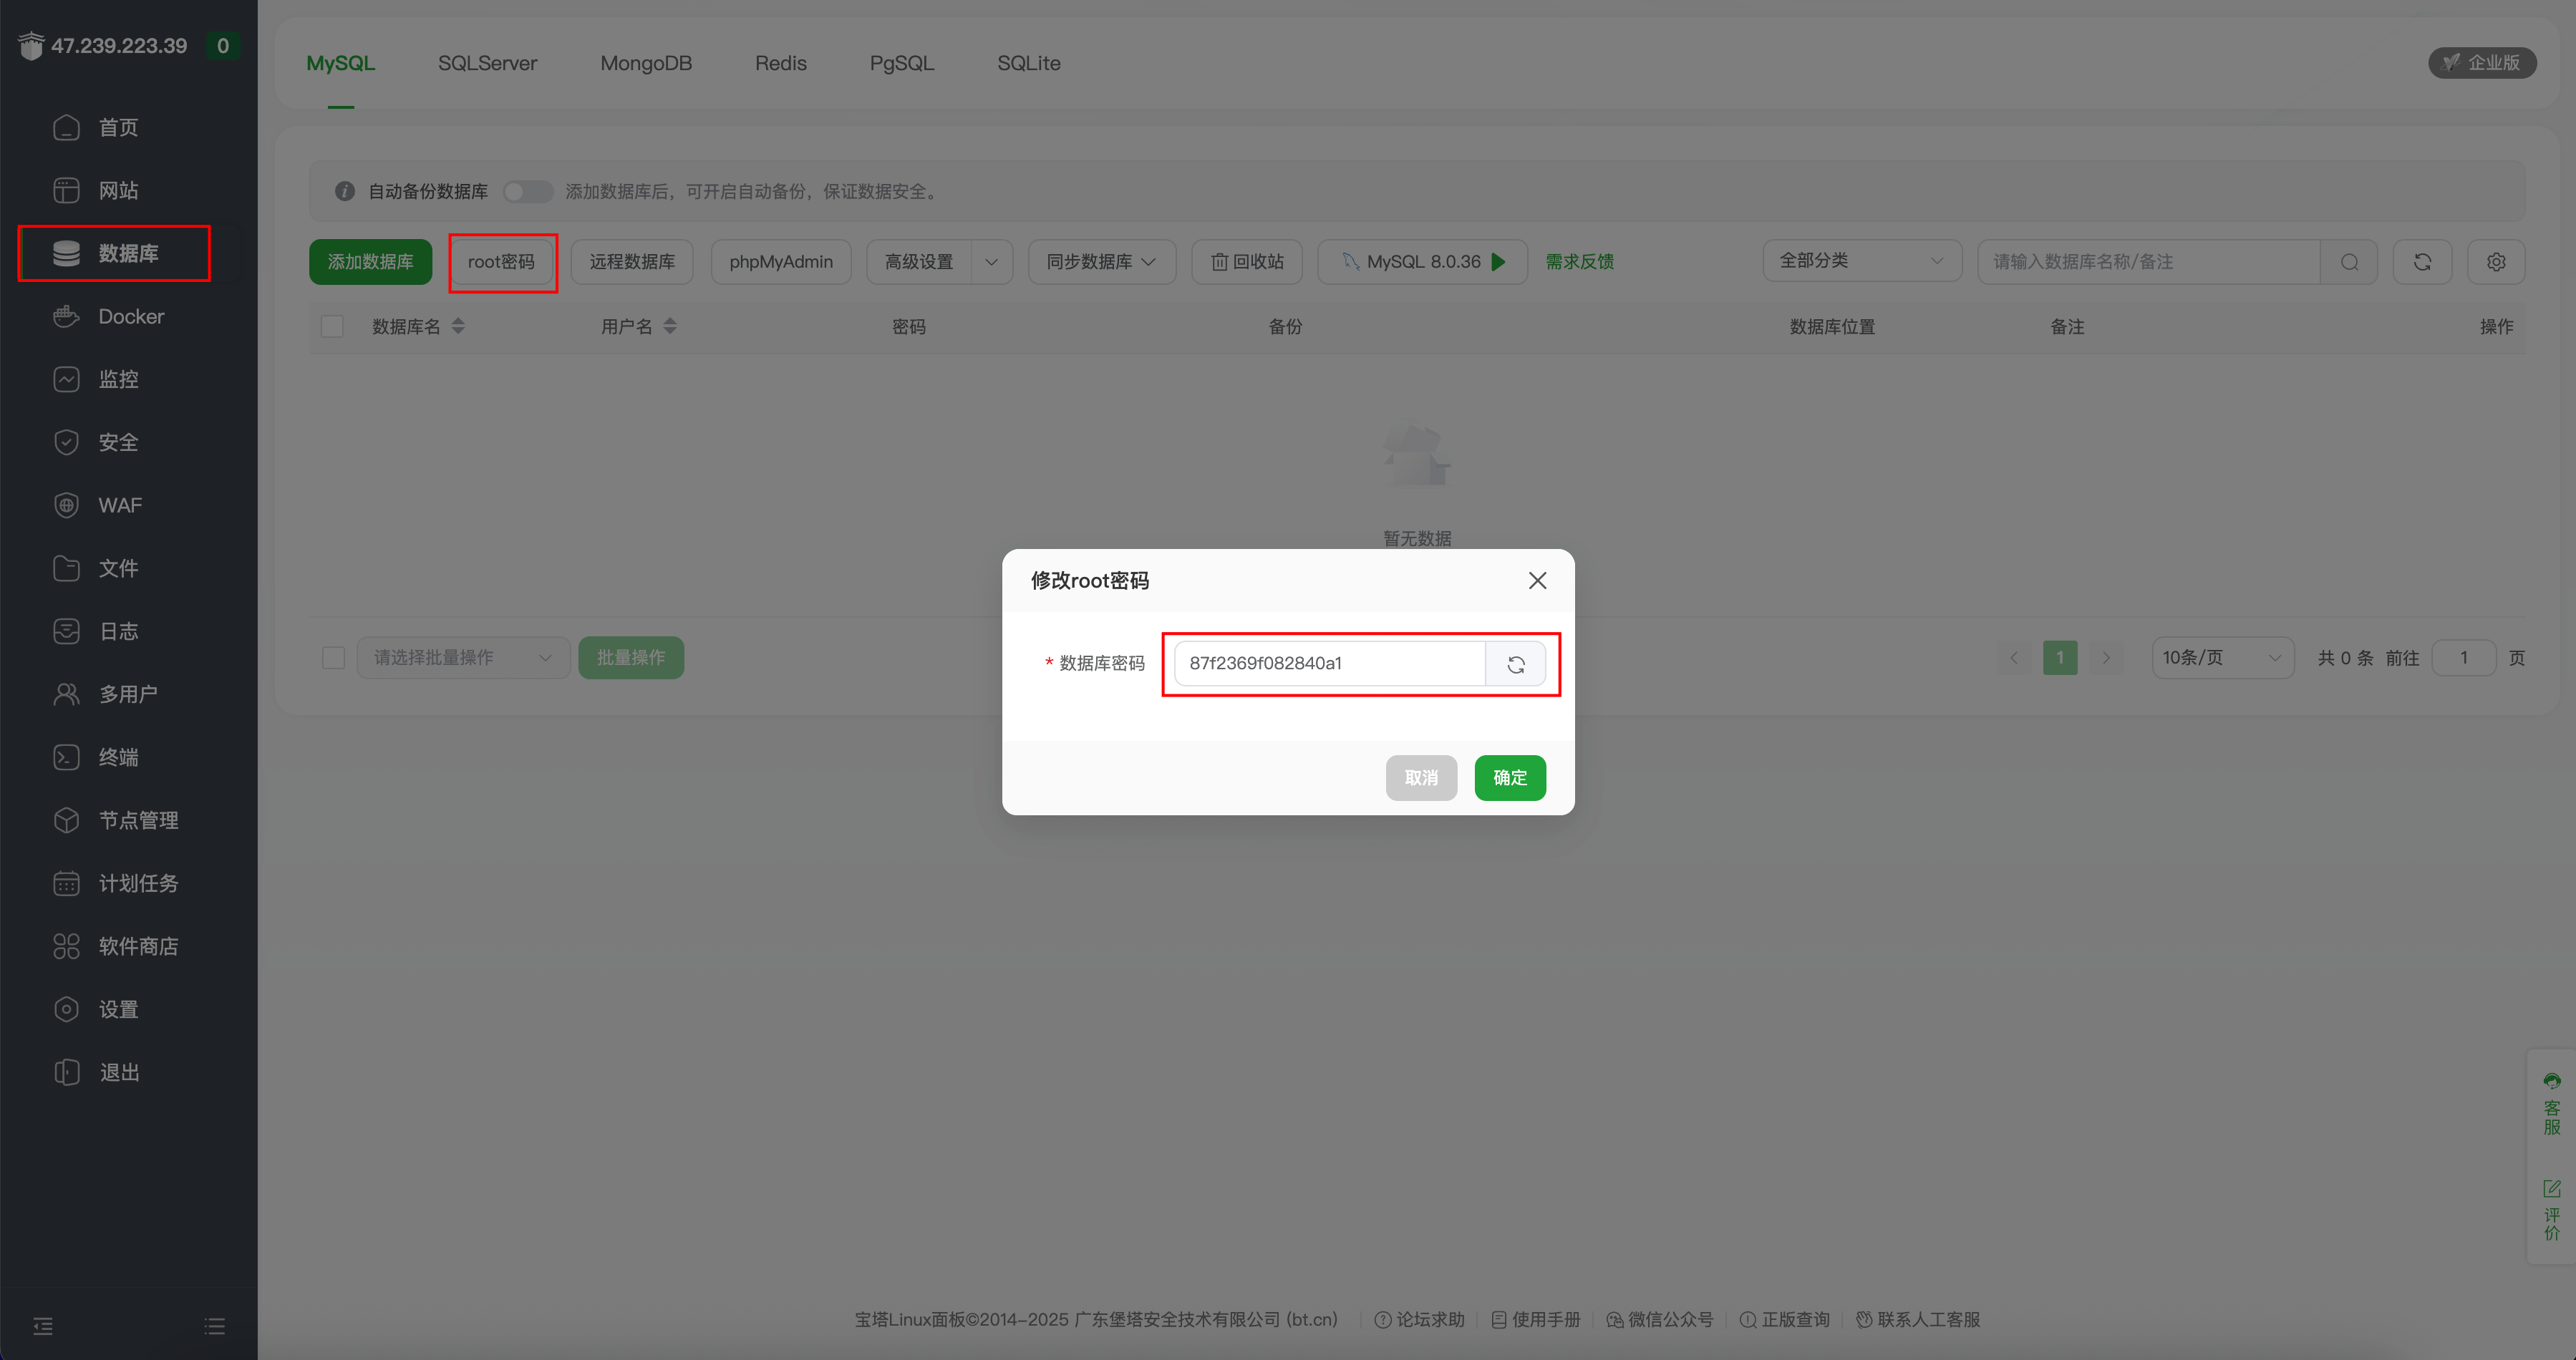 47.239.223.39 0
首页
网站
数据库
Docker
监控
安全
WAF
文件
日志
多用户
终端
节点管理
计划任务
软件商店
设置
退出
MySQL SQLServer MongoDB Redis PgSQL SQLite 企业版
自动备份数据库 添加数据库后，可开启自动备份，保证数据安全。
添加数据库 root密码 远程数据库 phpMyAdmin 高级设置 同步数据库 回收站 MySQL 8.0.36 需求反馈 全部分类 请输入数据库名称/备注
数据库名 用户名 密码 备份 数据库位置 备注 操作
暂无数据
修改root密码
* 数据库密码 87f2369f082840a1
取消 确定
请选择批量操作 批量操作 1 10条/页 共 0 条 前往 1 页
客服
评价
宝塔Linux面板©2014-2025 广东堡塔安全技术有限公司 (bt.cn) 论坛求助 使用手册 微信公众号 正版查询 联系人工客服